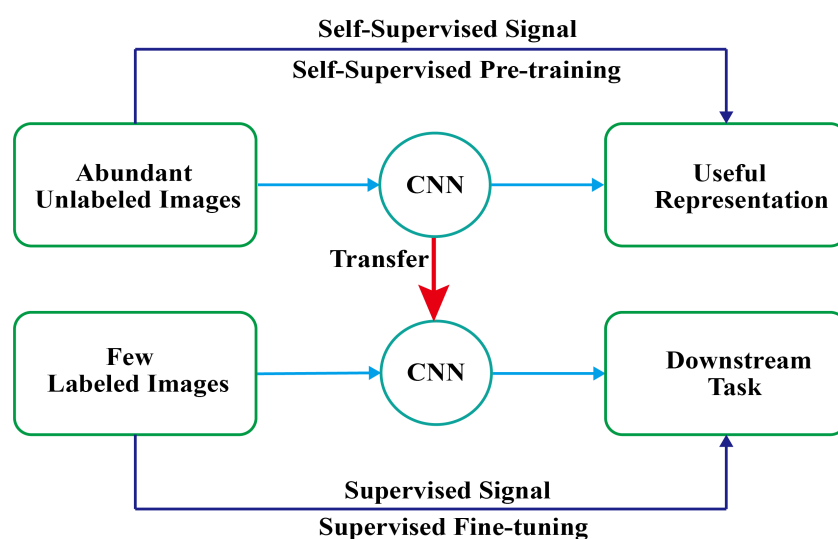 Self-Supervised Signal
Self-Supervised Pre-training
Abundant
Unlabeled Images
CNN
Useful
Representation
Transfer
Few
Labeled Images
CNN
Downstream
Task
Supervised Signal
Supervised Fine-tuning